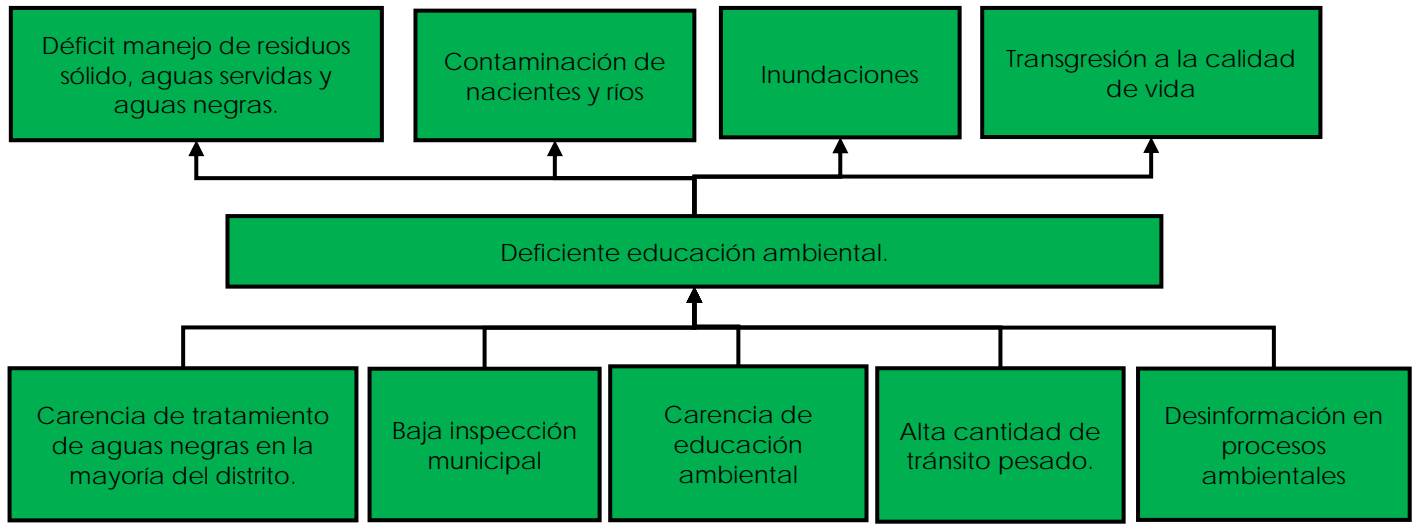 Déficit manejo de residuos
sólido, aguas servidas y
aguas negras.
Contaminación de
nacientes y ríos
Inundaciones
Transgresión a la calidad
de vida
Deficiente educación ambiental.
Carencia de tratamiento
de aguas negras en la
mayoría del distrito.
Baja inspección
municipal
Carencia de
educación
ambiental
Alta cantidad de
tránsito pesado.
Desinformación en
procesos
ambientales